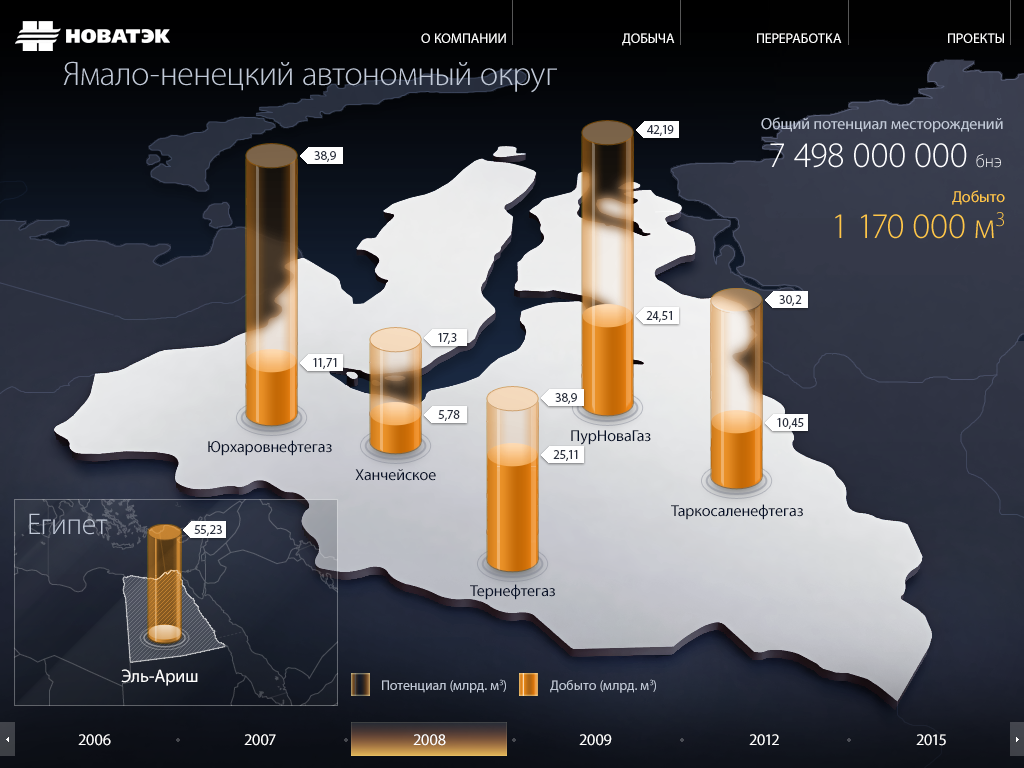 НОВАТЭК
О КОМПАНИИ
ДОБЫЧА
ПЕРЕРАБОТКА
ПРОЕКТЫ
Ямало-ненецкий автономный округ
Общий потенциал месторождений
7 498 000 000 бнэ
Добыто
1 170 000 м³
38,9
11,71
Юрхаровнефтегаз
17,3
5,78
Ханчейское
38,9
25,11
Тернефтегаз
42,19
24,51
ПурНоваГаз
30,2
10,45
Таркосаленефтегаз
Египет
55,23
Эль-Ариш
Потенциал (млрд. м³)
Добыто (млрд. м³)
2006
2007
2008
2009
2012
2015